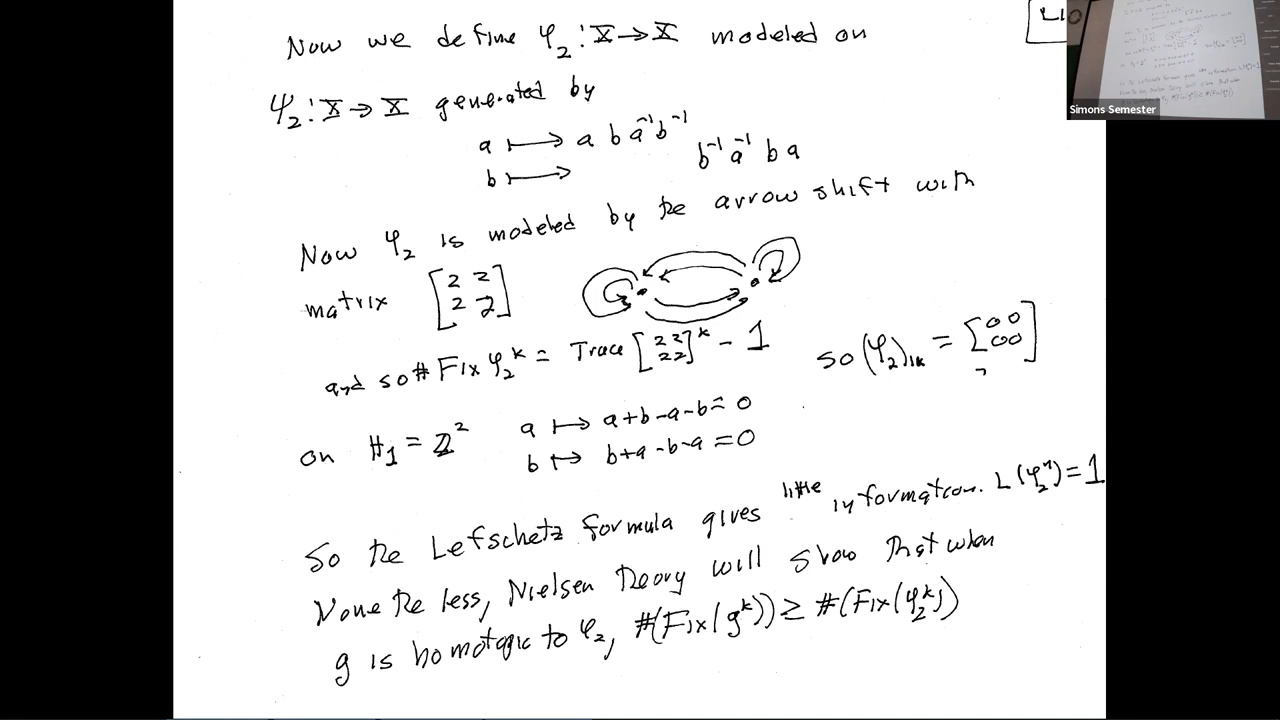 Now we define φ₂ : X → X modeled on
ψ₂ : X → X generated by
a ↦ a b a⁻¹ b⁻¹
b ↦ b⁻¹ a⁻¹ b a
Now φ₂ is modeled by the arrow shift with
matrix [2 2; 2 2]
and so # Fix φ₂ᵏ = Trace [2 2; 2 2]ᵏ - 1
so (φ₂)₁ₖ = [0 0; 0 0]
on H₁ = Z² a ↦ a+b-a-b = 0
b ↦ b+a-b-a = 0
So the Lefschetz formula gives little information. L(φ₂ⁿ) = 1
None the less, Nielsen theory will show that when
g is homotopic to φ₂, #(Fix(gᵏ)) ≥ #(Fix(φ₂ᵏ))
Simons Semester